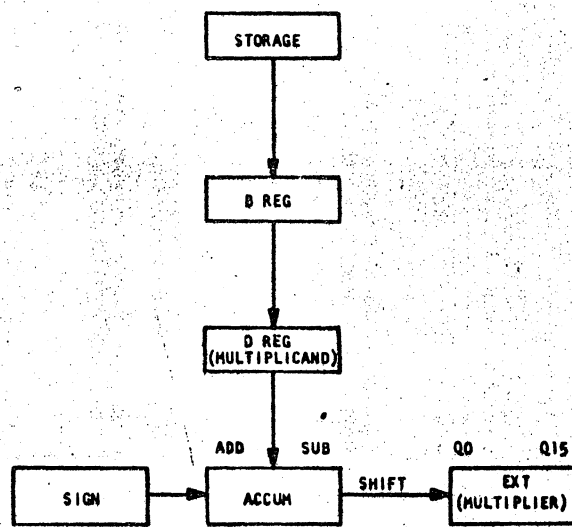 STORAGE
B REG
D REG
(MULTIPLICAND)
ADD SUB
Q0 Q15
SIGN
ACCUM
SHIFT
EXT
(MULTIPLIER)